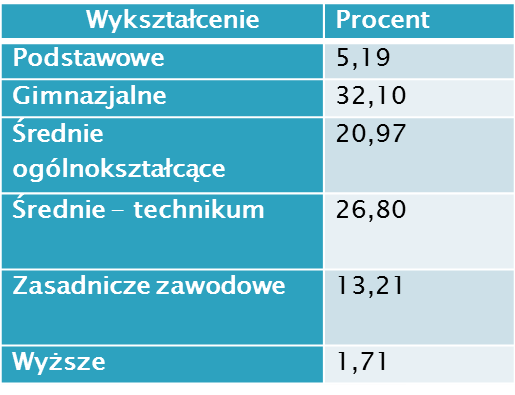 Wykształcenie Procent
Podstawowe 5,19
Gimnazjalne 32,10
Średnie 20,97
ogólnokształcące
Średnie – technikum 26,80
Zasadnicze zawodowe 13,21
Wyższe 1,71